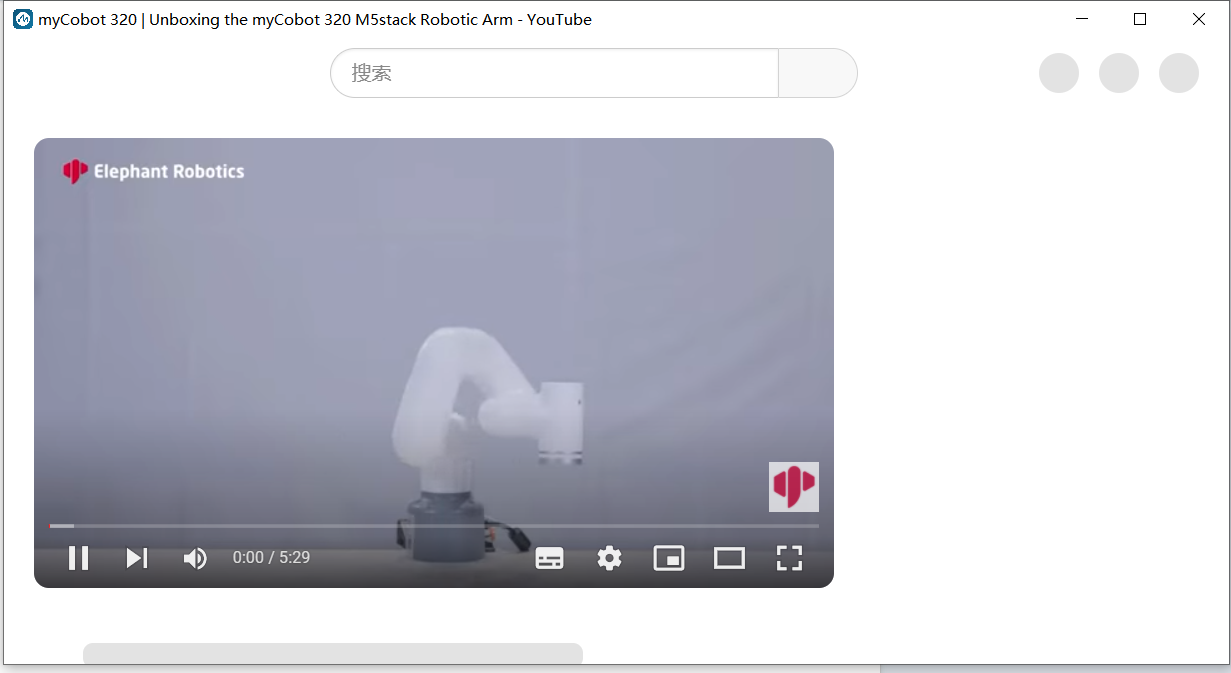 myCobot 320 | Unboxing the myCobot 320 M5stack Robotic Arm - YouTube
搜索
Elephant Robotics
0:00 / 5:29